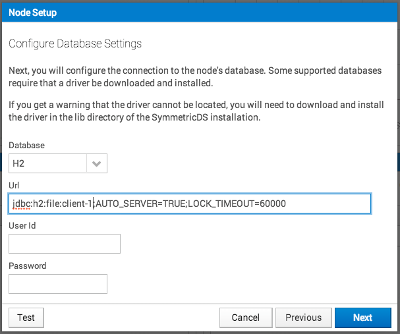 Node Setup
Configure Database Settings
Next, you will configure the connection to the node's database. Some supported databases
require that a driver be downloaded and installed.
If you get a warning that the driver cannot be located, you will need to download and install
the driver in the lib directory of the SymmetricDS installation.
Database
H2
Url
jdbc:h2:file:client-1;AUTO_SERVER=TRUE;LOCK_TIMEOUT=60000
User Id
Password
Test
Cancel
Previous
Next